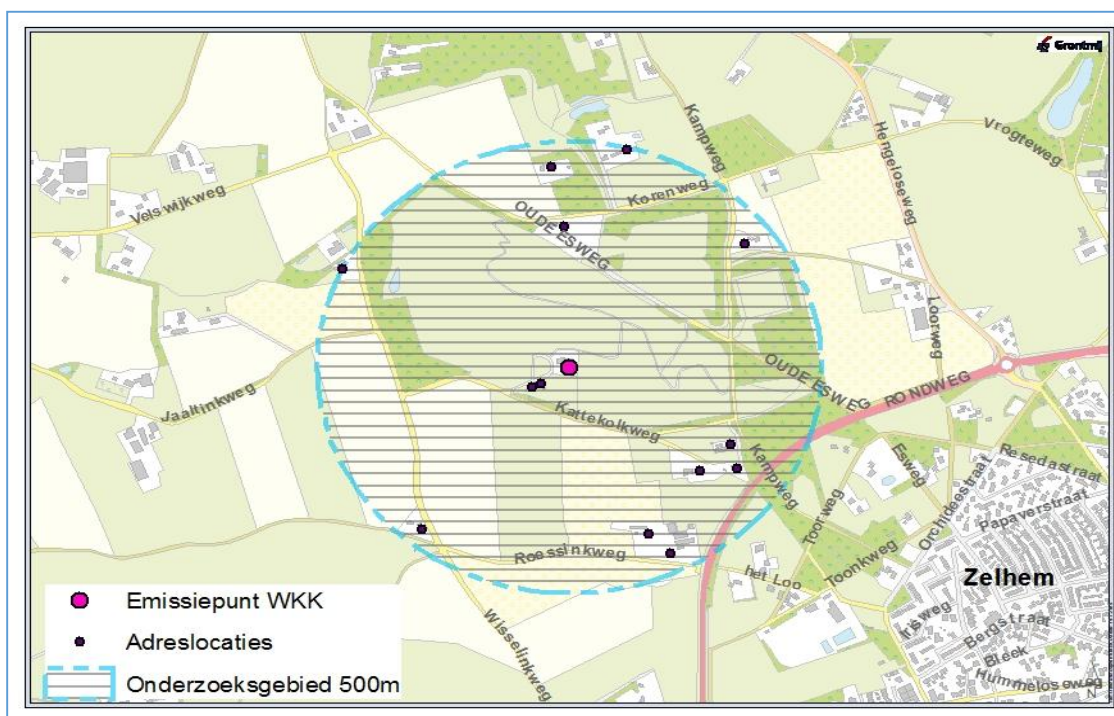 Grontmij
Kampweg
Hengeloseweg
Vrogteweg
Velswijkweg
Korenweg
OUDE ESWEG
Loorweg
OUDE ESWEG
RONDWEG
Jaaltinkweg
Kattekolkweg
Kampweg
Esweg
Resedastraat
Orchideestraat
Papaverstraat
Toorweg
Roessinkweg
het Loo
Toonkweg
Zelhem
Irisweg
Bergstraat
Bleek
Hummeloseweg
Wisselinkweg
Emissiepunt WKK
Adreslocaties
Onderzoeksgebied 500m
N